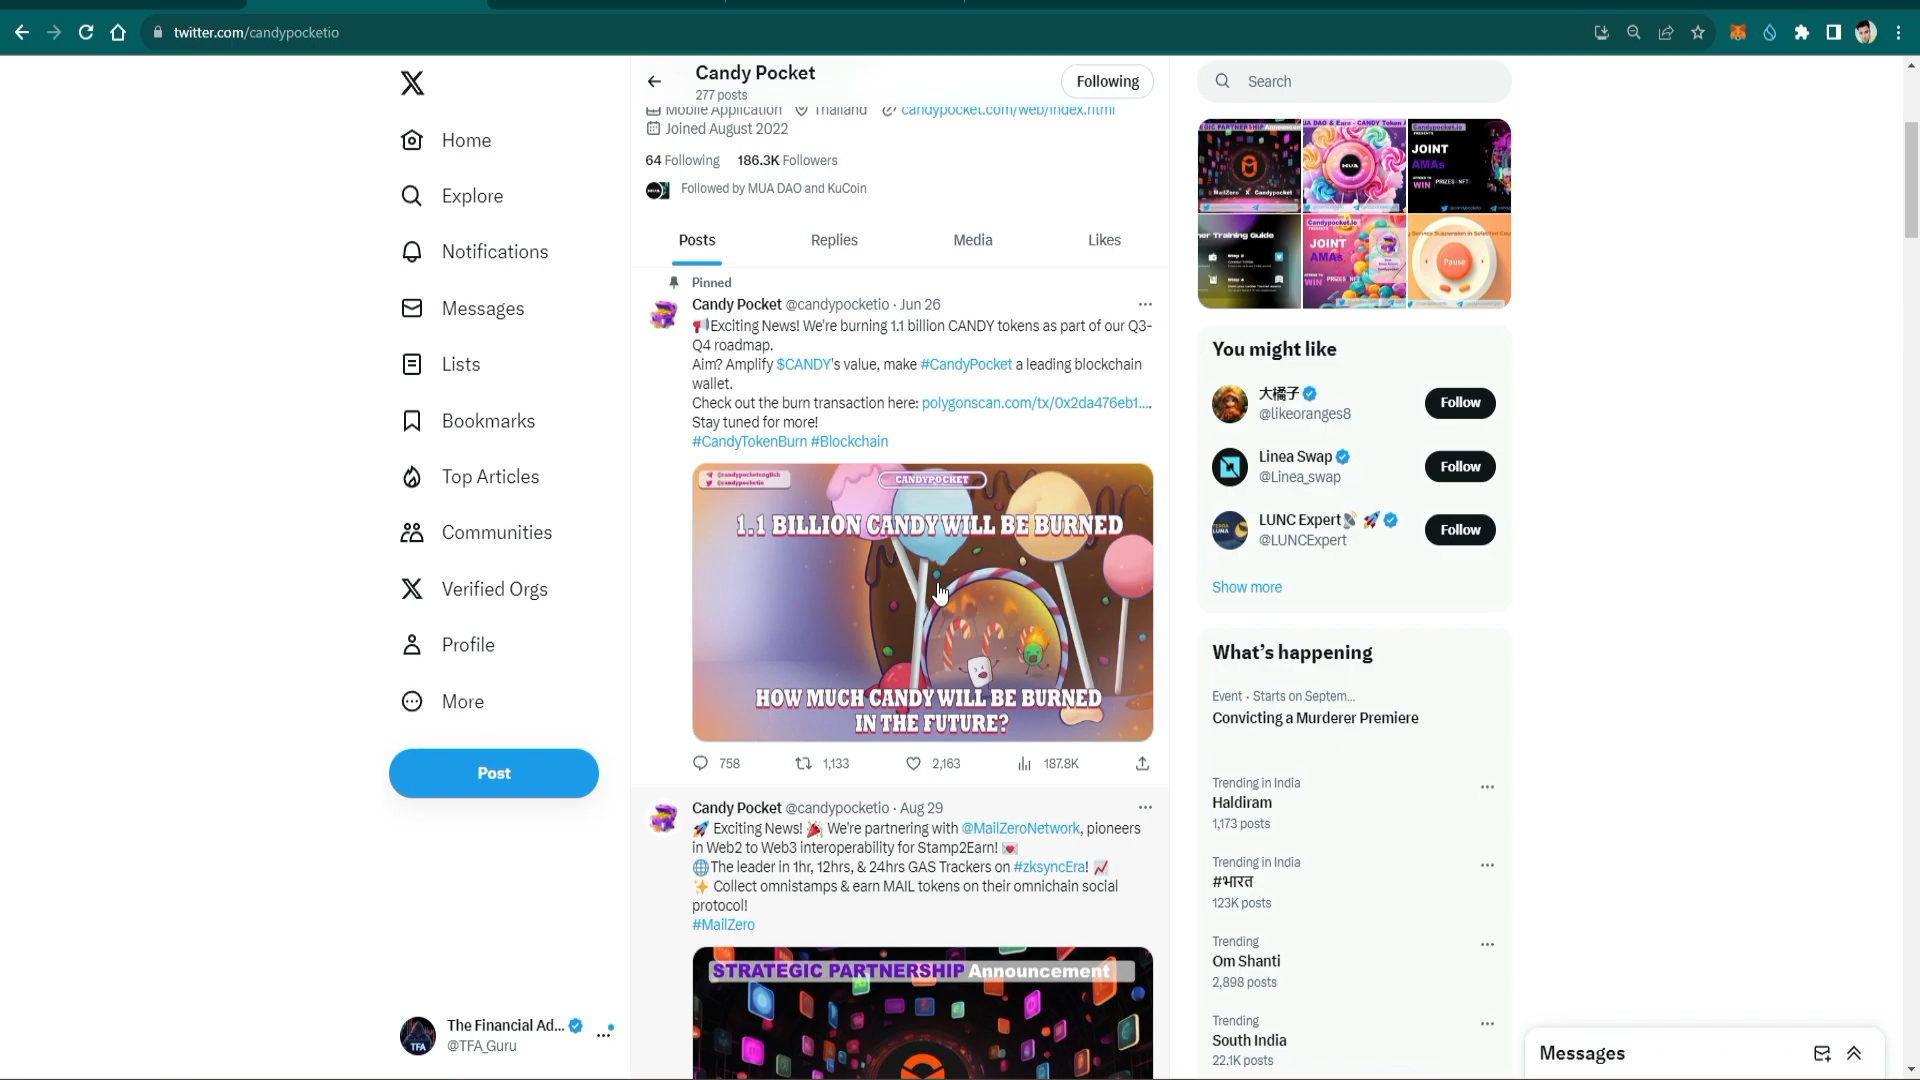 twitter.com/candypocketio
Home
Explore
Notifications
Messages
Lists
Bookmarks
Top Articles
Communities
Verified Orgs
Profile
More
Post
The Financial Ad...
@TFA_Guru
TFA
Candy Pocket
277 posts
Following
Mobile Application Thailand candypocket.com/web/index.html
Joined August 2022
64 Following 186.3K Followers
Followed by MUA DAO and KuCoin
Posts Replies Media Likes
Pinned
Candy Pocket @candypocketio · Jun 26
📢Exciting News! We're burning 1.1 billion CANDY tokens as part of our Q3-
Q4 roadmap.
Aim? Amplify $CANDY's value, make #CandyPocket a leading blockchain
wallet.
Check out the burn transaction here: polygonscan.com/tx/0x2da476eb1....
Stay tuned for more!
#CandyTokenBurn #Blockchain
@candypocketenglish
@candypocketio
CANDYPOCKET
1.1 BILLION CANDY WILL BE BURNED
HOW MUCH CANDY WILL BE BURNED
IN THE FUTURE?
758 1,133 2,163 187.8K
Candy Pocket @candypocketio · Aug 29
🚀 Exciting News! 🎉 We're partnering with @MailZeroNetwork, pioneers
in Web2 to Web3 interoperability for Stamp2Earn! 💌
🌐The leader in 1hr, 12hrs, & 24hrs GAS Trackers on #zksyncEra! 📈
✨ Collect omnistamps & earn MAIL tokens on their omnichain social
protocol!
#MailZero
STRATEGIC PARTNERSHIP Announcement
Search
MailZero X Candypocket
MUA
Candypocket.io
PRESENTS
JOINT
AMAs
WIN PRIZES
Training Guide
Candypocket.io
PRESENTS
JOINT
AMAs
WIN PRIZES
Pause
You might like
大橘子
@likeoranges8
Follow
Linea Swap
@Linea_swap
Follow
LUNC Expert📡 🚀
@LUNCExpert
Follow
Show more
What's happening
Event · Starts on Septem...
Convicting a Murderer Premiere
Trending in India
Haldiram
1,173 posts
Trending in India
#भारत
123K posts
Trending
Om Shanti
2,898 posts
Trending
South India
22.1K posts
Messages